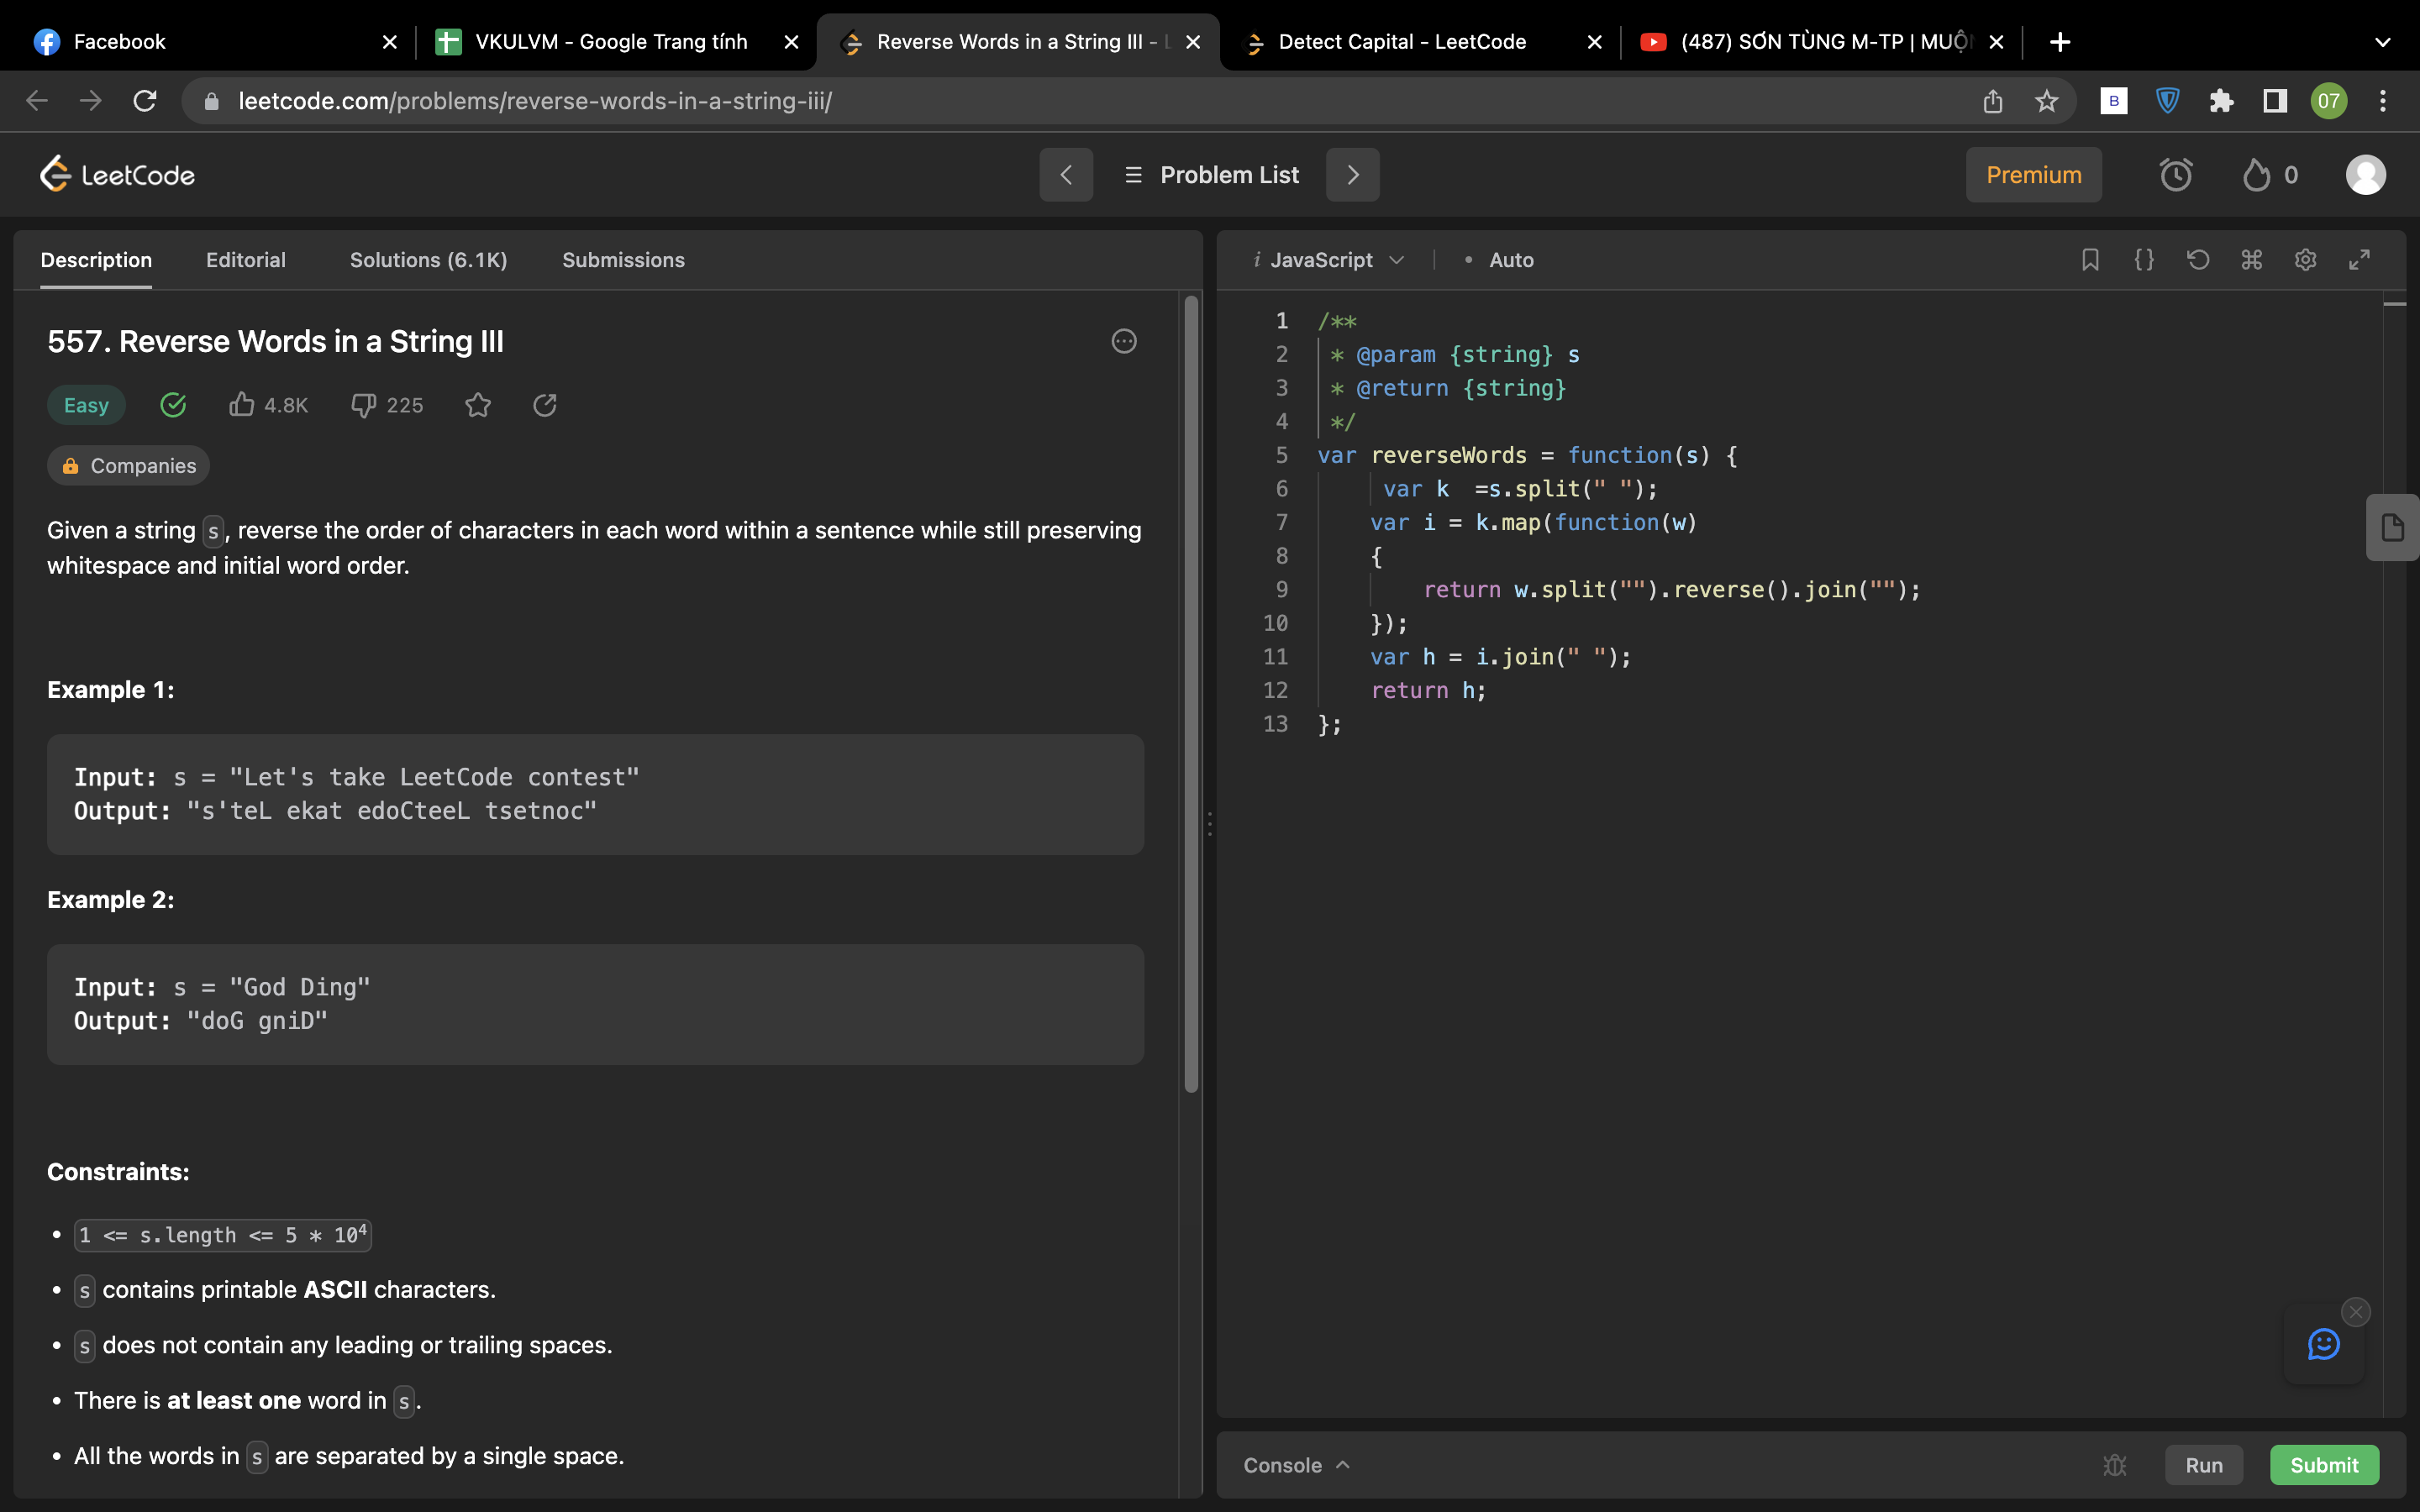 Facebook
VKULVM - Google Trang tính
Reverse Words in a String III - L
Detect Capital - LeetCode
(487) SƠN TÙNG M-TP | MUỘN
leetcode.com/problems/reverse-words-in-a-string-iii/
B
07
LeetCode
Problem List
Premium
0
Description
Editorial
Solutions (6.1K)
Submissions
557. Reverse Words in a String III
Easy
4.8K
225
Companies
Given a string s, reverse the order of characters in each word within a sentence while still preserving
whitespace and initial word order.
Example 1:
Input: s = "Let's take LeetCode contest"
Output: "s'teL ekat edoCteeL tsetnoc"
Example 2:
Input: s = "God Ding"
Output: "doG gniD"
Constraints:
• 1 <= s.length <= 5 * 10⁴
• s contains printable ASCII characters.
• s does not contain any leading or trailing spaces.
• There is at least one word in s.
• All the words in s are separated by a single space.
i JavaScript
• Auto
1 /**
2 * @param {string} s
3 * @return {string}
4 */
5 var reverseWords = function(s) {
6 var k  =s.split(" ");
7 var i = k.map(function(w)
8 {
9 return w.split("").reverse().join("");
10 });
11 var h = i.join(" ");
12 return h;
13 };
Console
Run
Submit